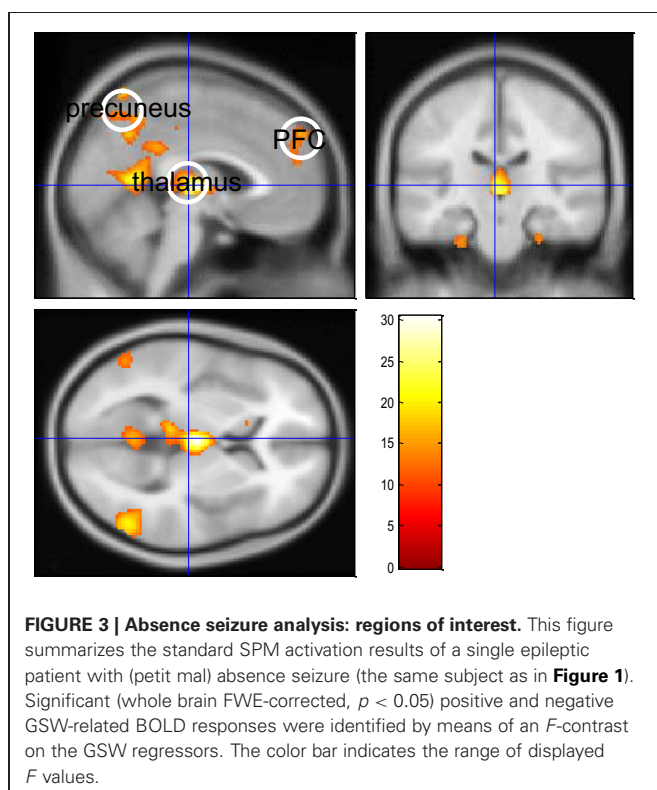 precuneus
PFC
thalamus
30
25
20
15
10
5
0
FIGURE 3 | Absence seizure analysis: regions of interest. This figure
summarizes the standard SPM activation results of a single epileptic
patient with (petit mal) absence seizure (the same subject as in Figure 1).
Significant (whole brain FWE-corrected, p < 0.05) positive and negative
GSW-related BOLD responses were identified by means of an F-contrast
on the GSW regressors. The color bar indicates the range of displayed
F values.